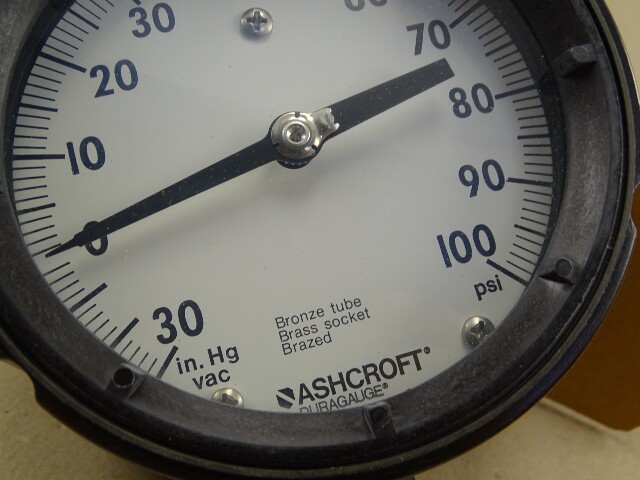 30
60
20
70
80
10
90
0
100
psi
30
in. Hg
vac
Bronze tube
Brass socket
Brazed
ASHCROFT®
DURAGAUGE®